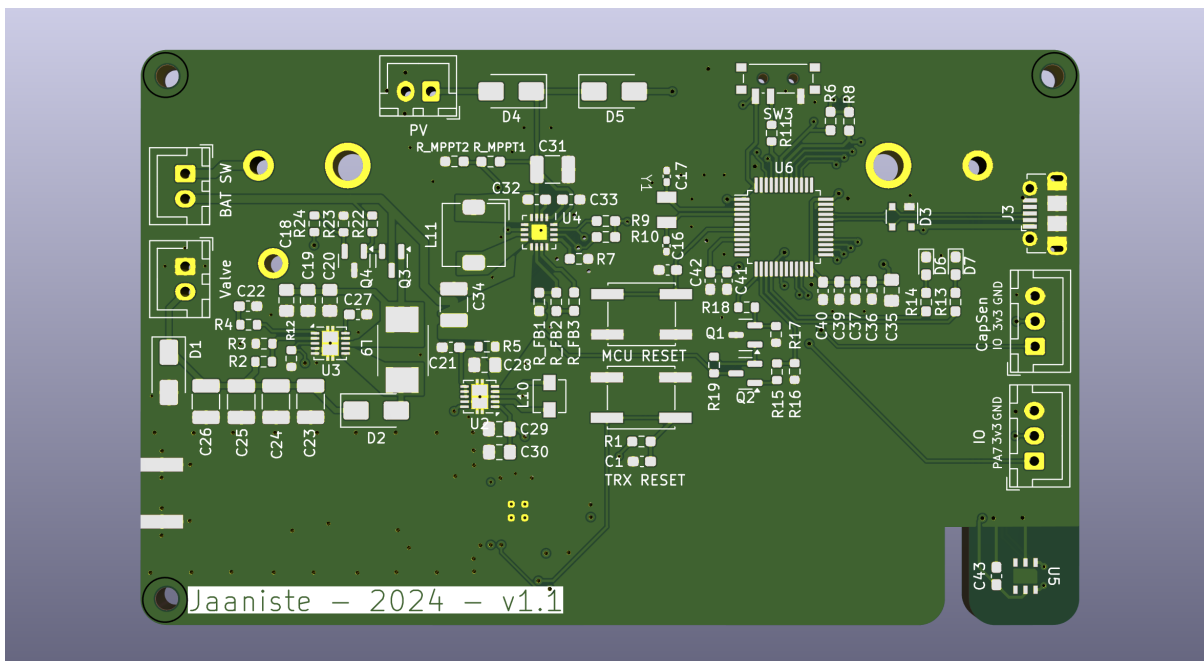 PV
D4
D5
SW3
R11
R6
R8
R_MPPT2
R_MPPT1
C31
BAT SW
C32
C33
U4
Y1
C17
U6
D3
J3
L11
R9
R10
R7
C16
R24
R23
R22
C18
C19
C20
Q4
Q3
Valve
C22
R4
C27
R3
R2
R12
U3
L9
C34
C42
C41
R18
Q1
R17
C40
C39
C37
C36
C35
R14
R13
D6
D7
CapSen
IO 3v3 GND
D1
C21
R5
C28
R_FB1
R_FB2
R_FB3
MCU RESET
R19
Q2
R15
R16
C26
C25
C24
C23
D2
U2
L10
C29
C30
R1
C1
TRX RESET
IO
PA7 3v3 GND
C43
U5
Jaaniste - 2024 - v1.1